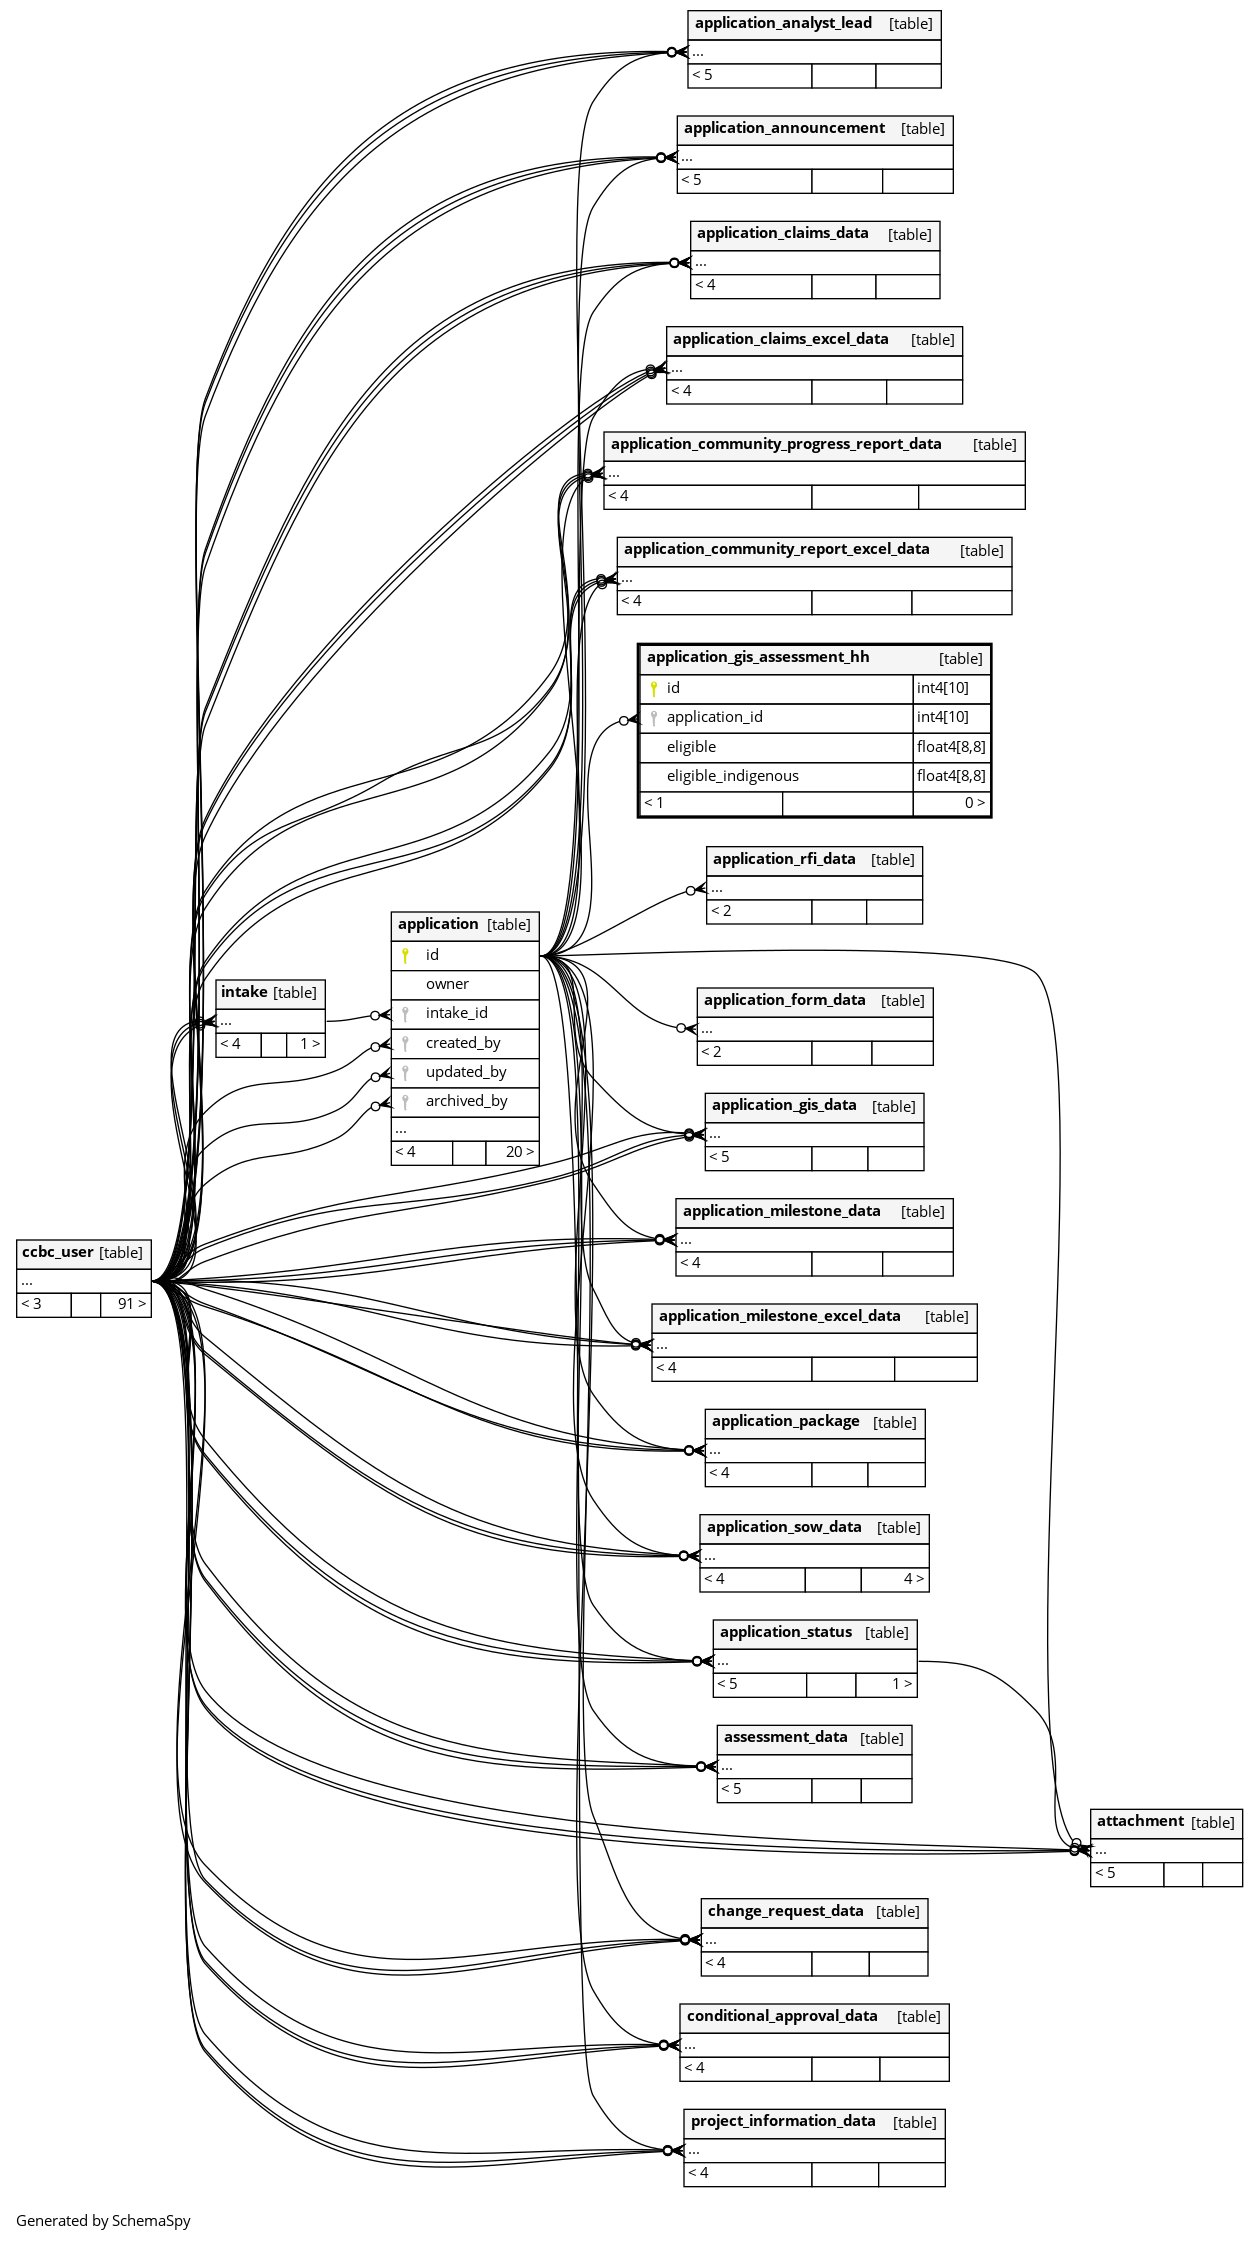 application_analyst_lead [table]
...
< 5
application_announcement [table]
...
< 5
application_claims_data [table]
...
< 4
application_claims_excel_data [table]
...
< 4
application_community_progress_report_data [table]
...
< 4
application_community_report_excel_data [table]
...
< 4
application_gis_assessment_hh [table]
id int4[10]
application_id int4[10]
eligible float4[8,8]
eligible_indigenous float4[8,8]
< 1 0 >
application_rfi_data [table]
...
< 2
application [table]
id
owner
intake_id
created_by
updated_by
archived_by
...
< 4 20 >
intake [table]
...
< 4 1 >
application_form_data [table]
...
< 2
application_gis_data [table]
...
< 5
application_milestone_data [table]
...
< 4
ccbc_user [table]
...
< 3 91 >
application_milestone_excel_data [table]
...
< 4
application_package [table]
...
< 4
application_sow_data [table]
...
< 4 4 >
application_status [table]
...
< 5 1 >
assessment_data [table]
...
< 5
attachment [table]
...
< 5
change_request_data [table]
...
< 4
conditional_approval_data [table]
...
< 4
project_information_data [table]
...
< 4
Generated by SchemaSpy